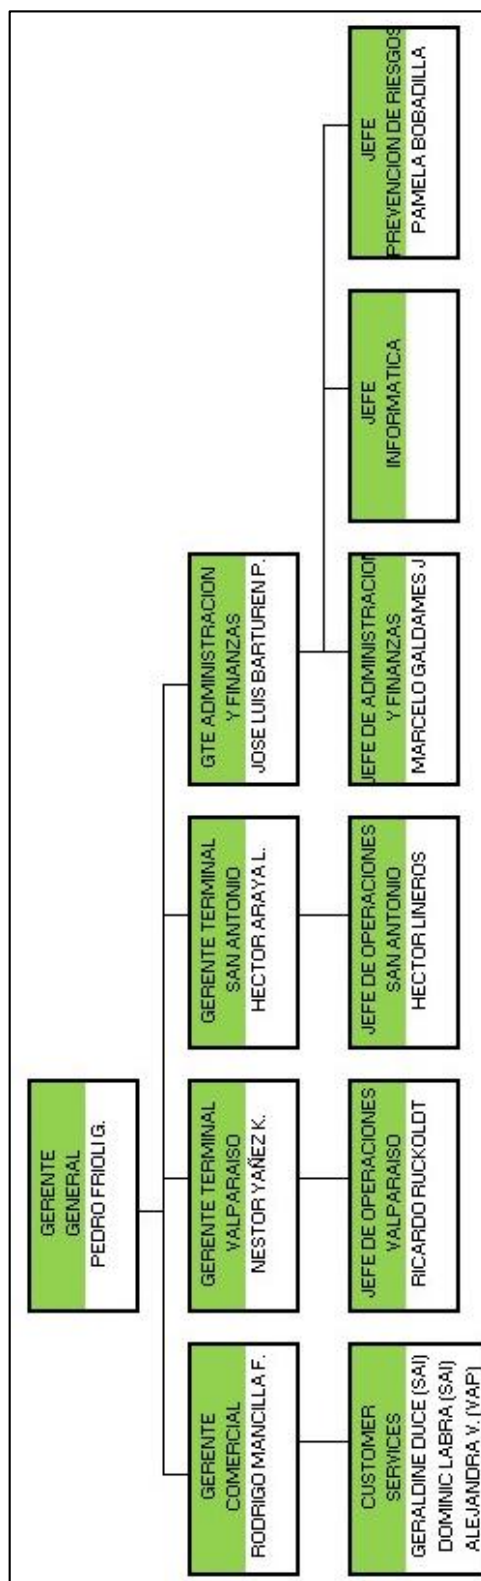 GERENTE
GENERAL
PEDRO FRIOLI G.
GERENTE
COMERCIAL
RODRIGO MANCILLA F.
GERENTE TERMINAL
VALPARAISO
NESTOR YAÑEZ K.
GERENTE TERMINAL
SAN ANTONIO
HECTOR ARAYA L.
GTE ADMINISTRACION
Y FINANZAS
JOSE LUIS BARTUREN P.
CUSTOMER
SERVICES
GERALDINE DUCE (SAI)
DOMINIC LABRA (SAI)
ALEJANDRA V. (VAP)
JEFE DE OPERACIONES
VALPARAISO
RICARDO RUCKOLDT
JEFE DE OPERACIONES
SAN ANTONIO
HECTOR LINEROS
JEFE DE ADMINISTRACION
Y FINANZAS
MARCELO GALDAMES J
JEFE
INFORMATICA
JEFE
PREVENCION DE RIESGOS
PAMELA BOBADILLA